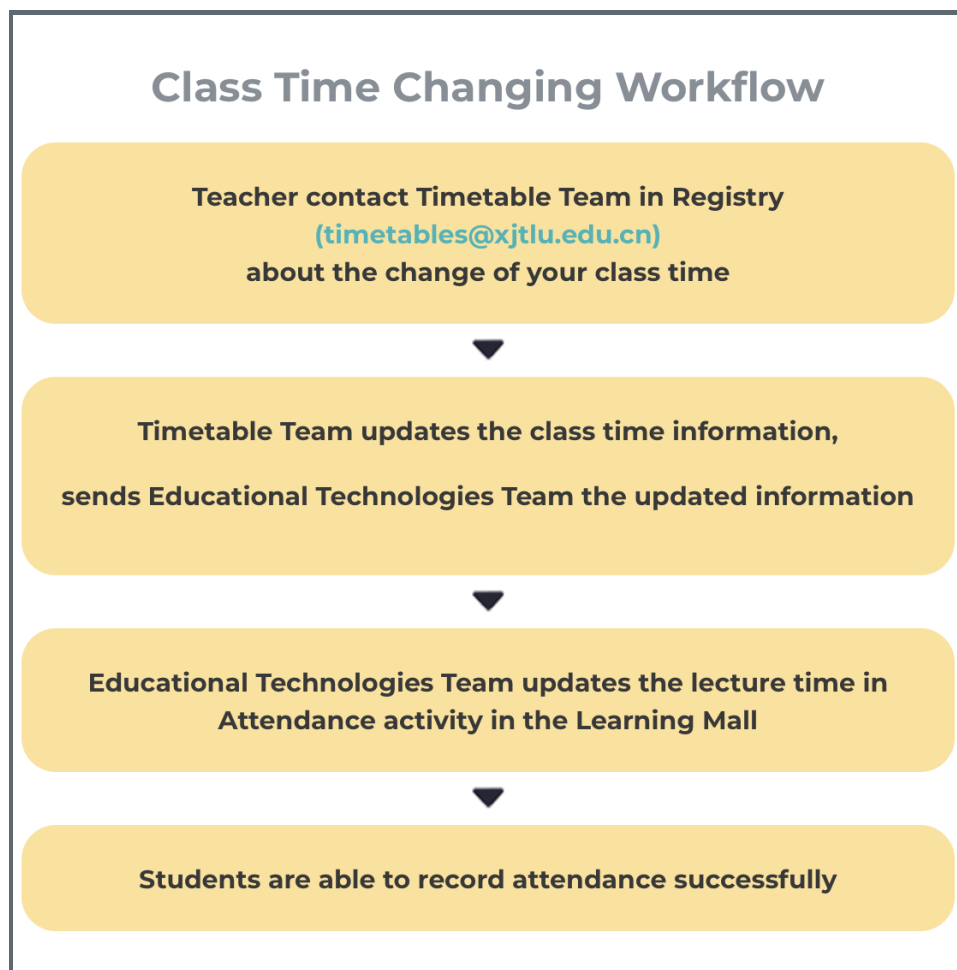 Class Time Changing Workflow
Teacher contact Timetable Team in Registry
(timetables@xjtlu.edu.cn)
about the change of your class time
Timetable Team updates the class time information,
sends Educational Technologies Team the updated information
Educational Technologies Team updates the lecture time in
Attendance activity in the Learning Mall
Students are able to record attendance successfully